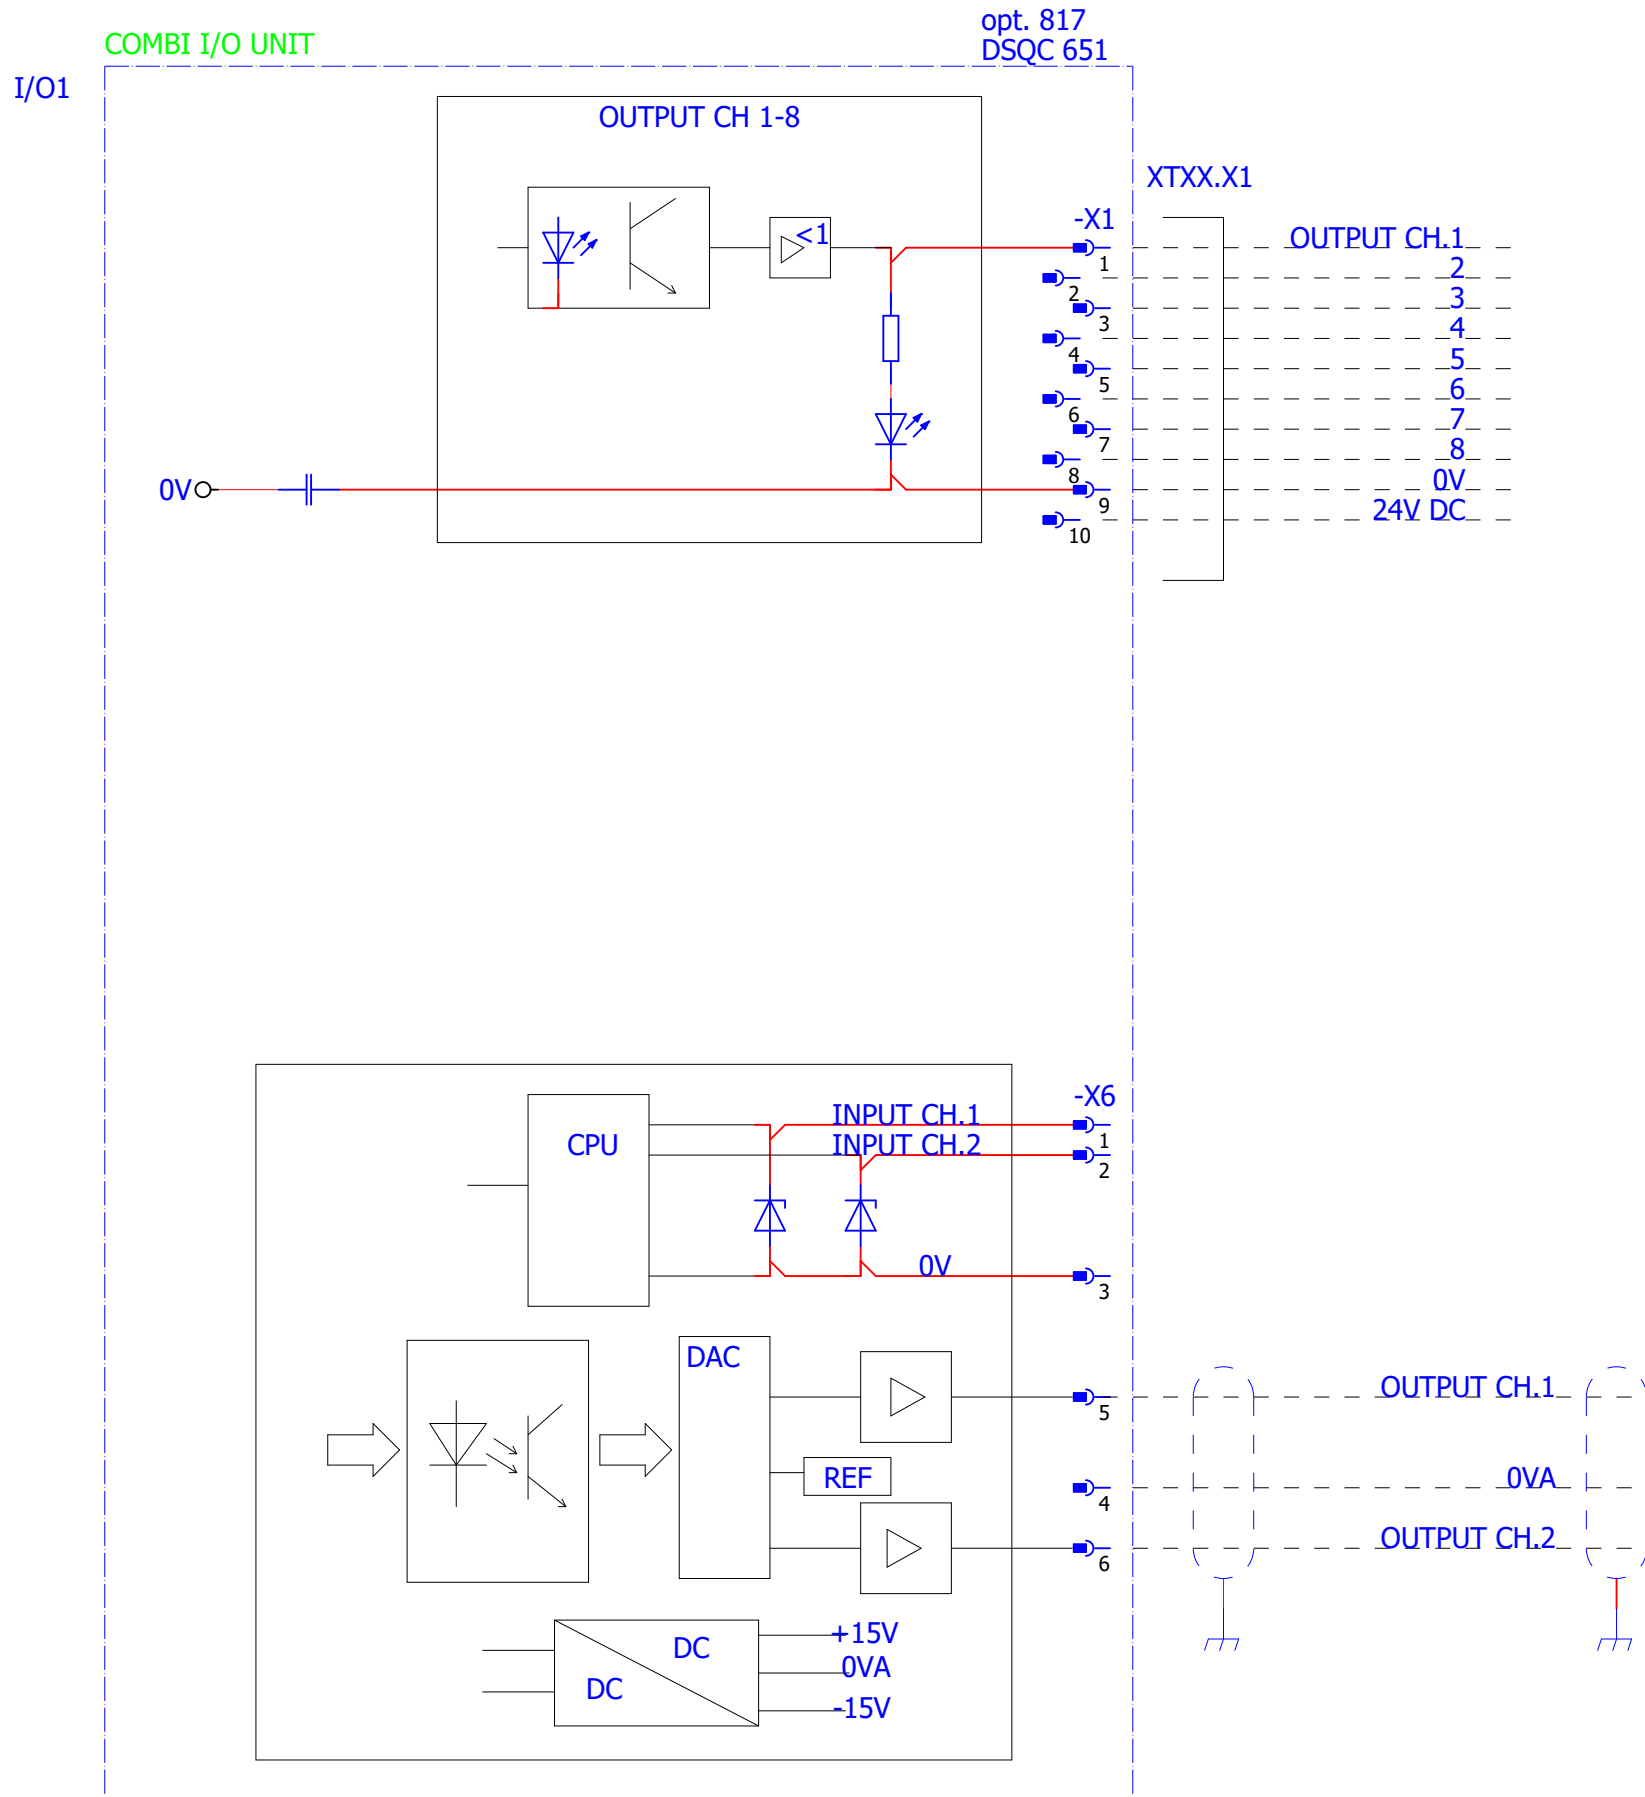 opt. 817
COMBI I/O UNIT
DSQC 651
I/O1
OUTPUT CH 1-8
XTXX.X1
-X1
<1
OUTPUT CH.1
1
2
2
3
3
4
4
5
5
6
6
7
7
8
8
0V
0V
9
24V DC
10
-X6
INPUT CH.1
1
CPU
INPUT CH.2
2
0V
3
DAC
OUTPUT CH.1
5
REF
0VA
4
OUTPUT CH.2
6
+15V
DC
0VA
DC
-15V